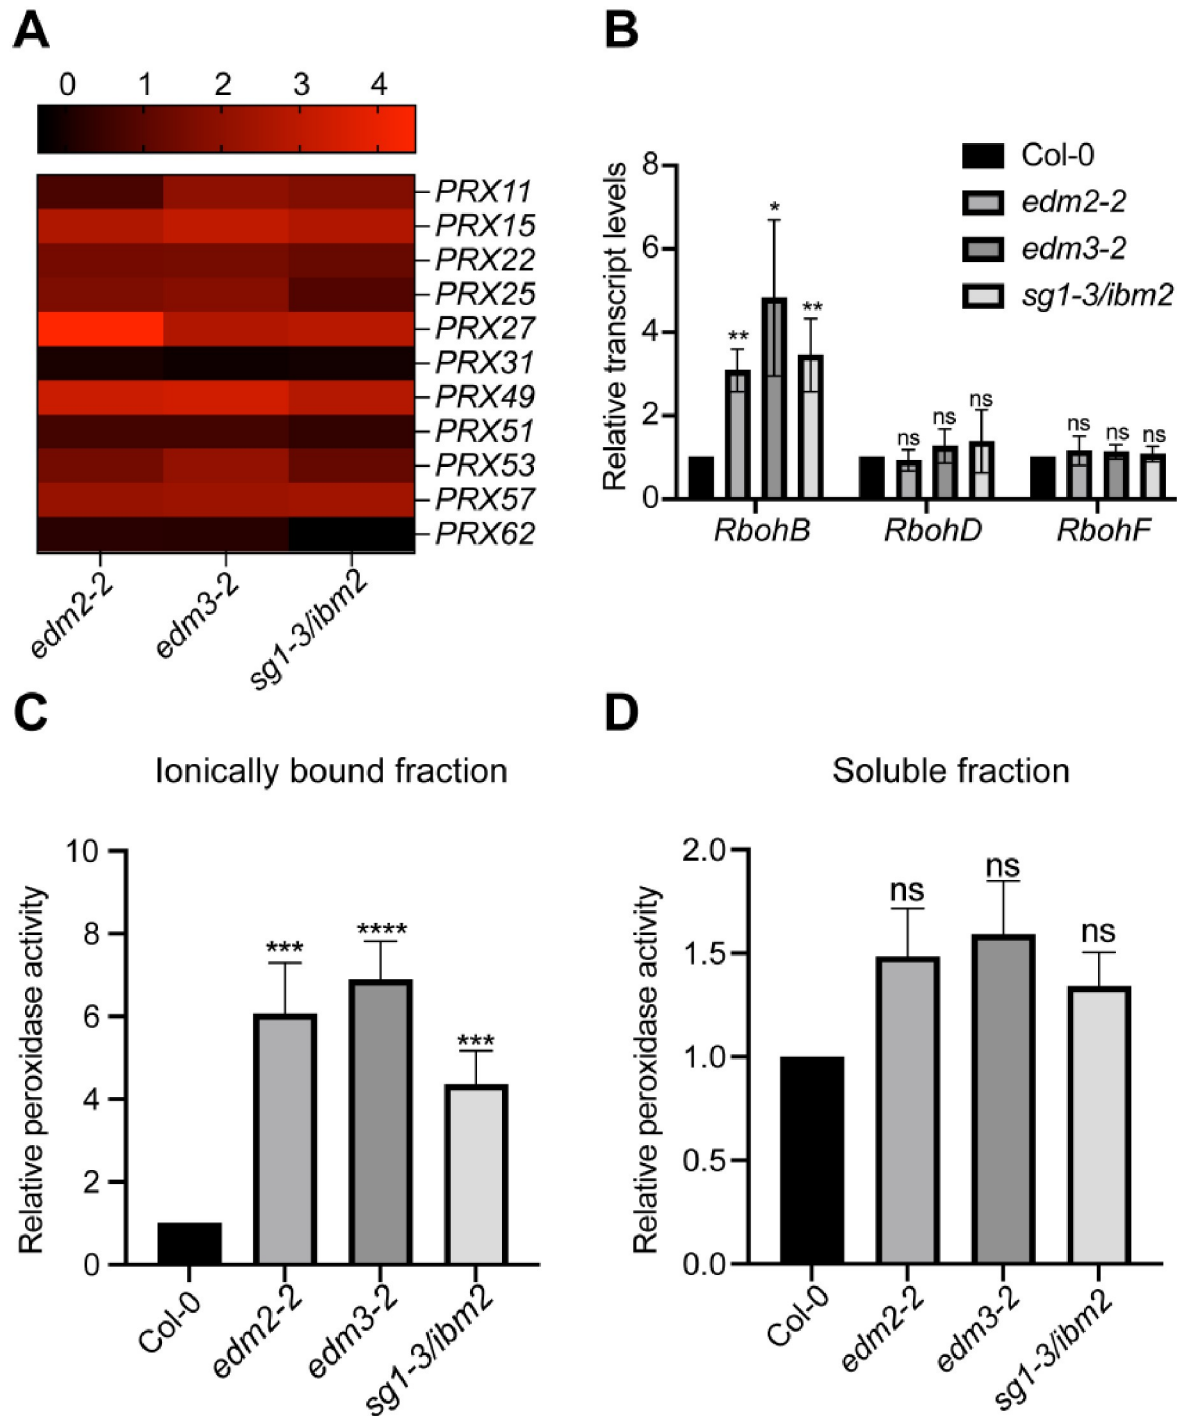 A
0 1 2 3 4
PRX11
PRX15
PRX22
PRX25
PRX27
PRX31
PRX49
PRX51
PRX53
PRX57
PRX62
edm2-2
edm3-2
sg1-3/ibm2
B
Relative transcript levels
8
6
4
2
0
Col-0
edm2-2
edm3-2
sg1-3/ibm2
** * **
ns ns ns
ns ns ns
RbohB RbohD RbohF
C
Ionically bound fraction
Relative peroxidase activity
10
8
6
4
2
0
*** **** ***
Col-0
edm2-2
edm3-2
sg1-3/ibm2
D
Soluble fraction
Relative peroxidase activity
2.0
1.5
1.0
0.5
0.0
ns ns ns
Col-0
edm2-2
edm3-2
sg1-3/ibm2